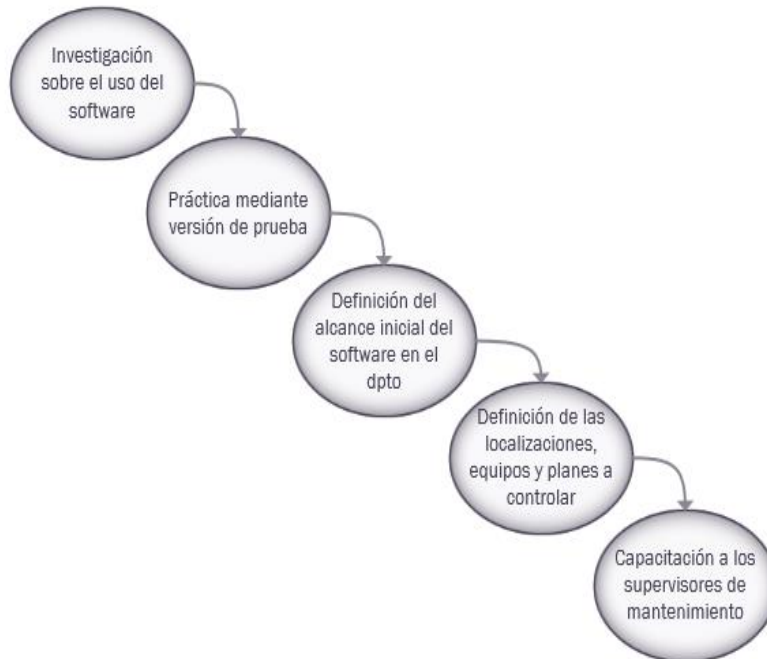 Investigación
sobre el uso del
software
Práctica mediante
versión de prueba
Definición del
alcance inicial del
software en el
dpto
Definición de las
localizaciones,
equipos y planes a
controlar
Capacitación a los
supervisores de
mantenimiento